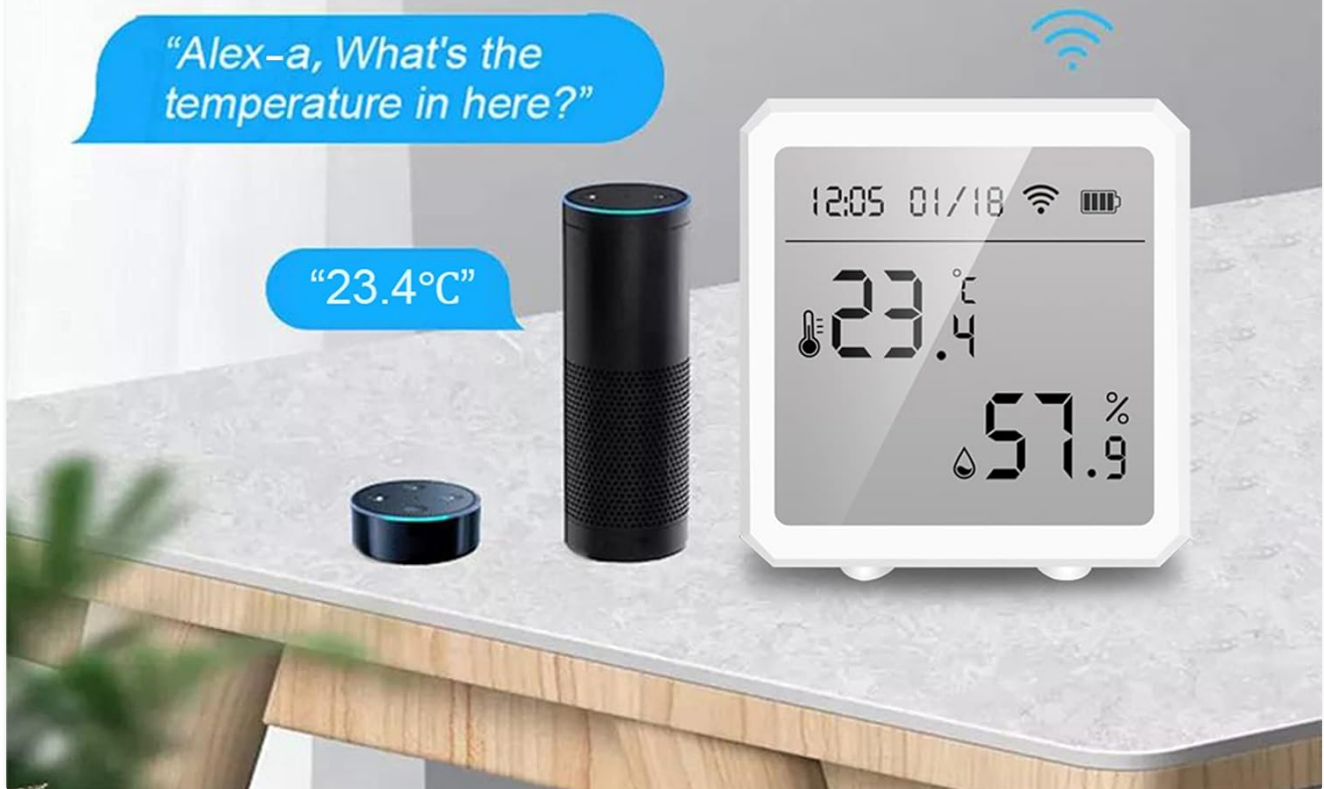 “Alex-a, What's the
temperature in here?”
“23.4℃”
12:05 01/18
23.4 ℃
57.9 %